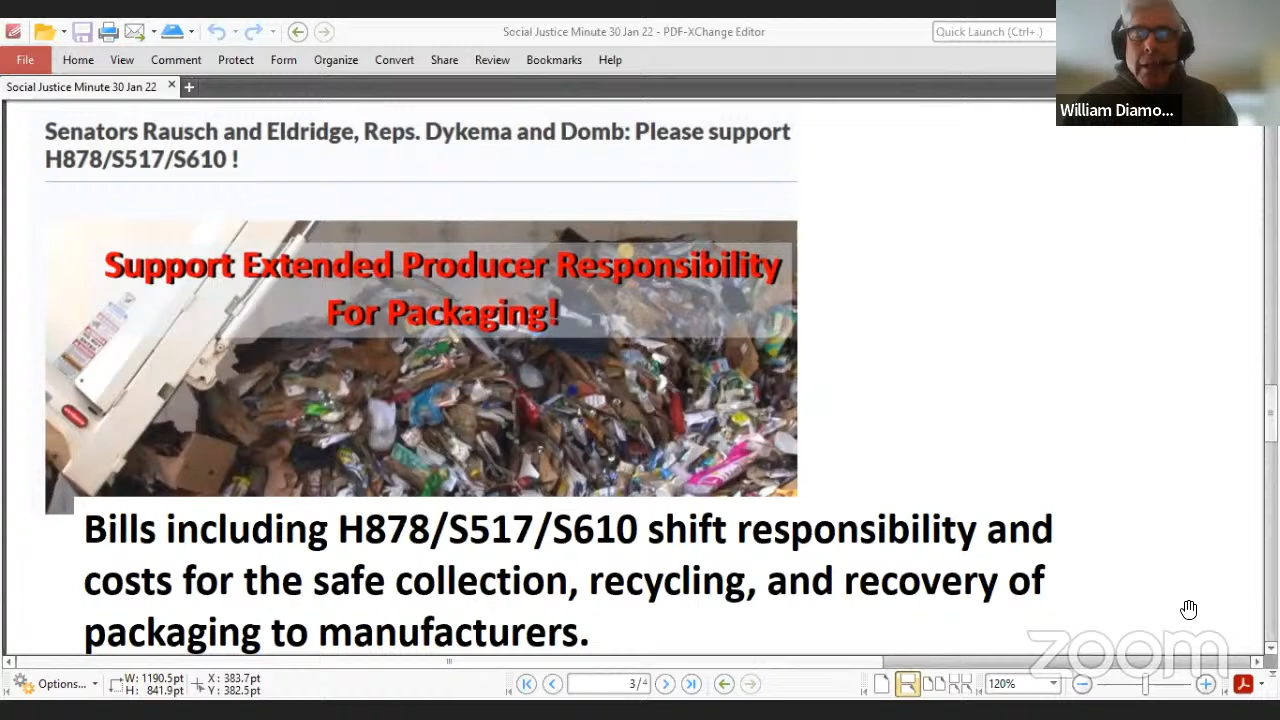 Social Justice Minute 30 Jan 22 - PDF-XChange Editor
Quick Launch (Ctrl+.)
File Home View Comment Protect Form Organize Convert Share Review Bookmarks Help
Social Justice Minute 30 Jan 22
William Diamo...
Senators Rausch and Eldridge, Reps. Dykema and Domb: Please support
H878/S517/S610 !
Support Extended Producer Responsibility
For Packaging!
Bills including H878/S517/S610 shift responsibility and
costs for the safe collection, recycling, and recovery of
packaging to manufacturers.
zoom
Options...
W: 1190.5pt
H: 841.9pt
X: 383.7pt
Y: 382.5pt
3/4
120%